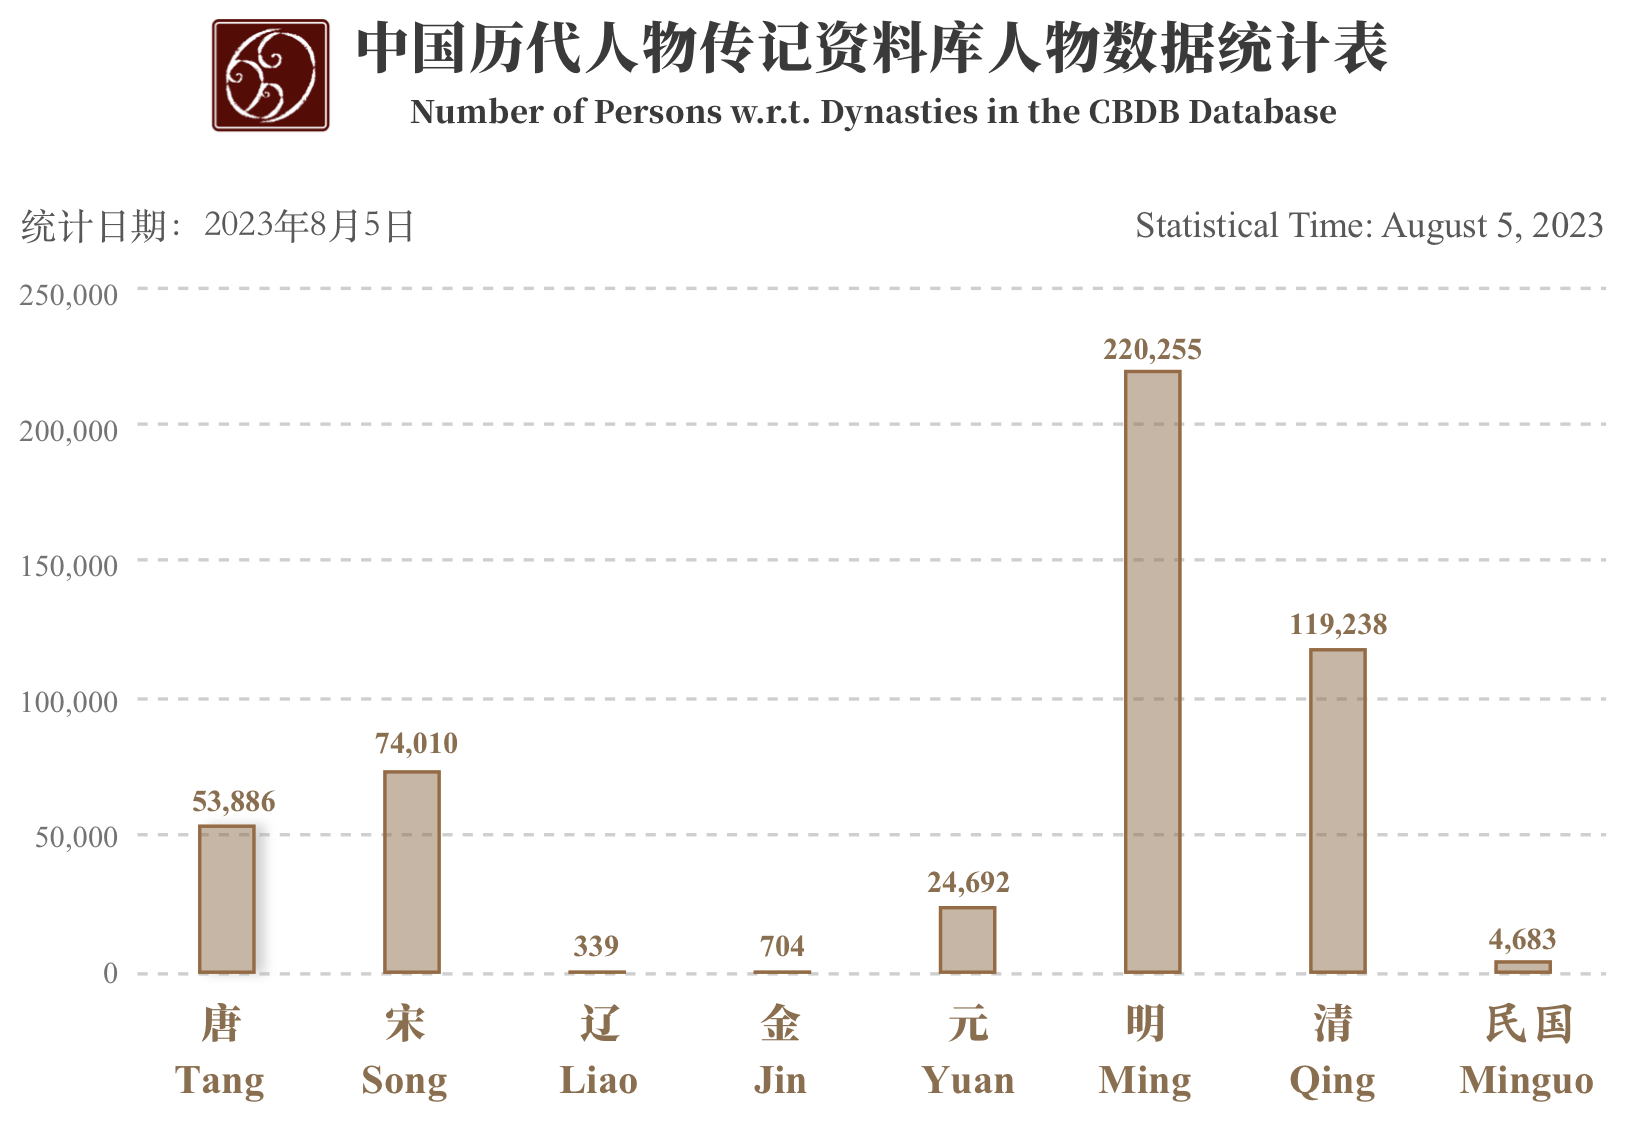 中国历代人物传记资料库人物数据统计表
Number of Persons w.r.t. Dynasties in the CBDB Database
统计日期：2023年8月5日
Statistical Time: August 5, 2023
250,000
200,000
150,000
100,000
50,000
0
53,886
74,010
339
704
24,692
220,255
119,238
4,683
唐 宋 辽 金 元 明 清 民国
Tang Song Liao Jin Yuan Ming Qing Minguo